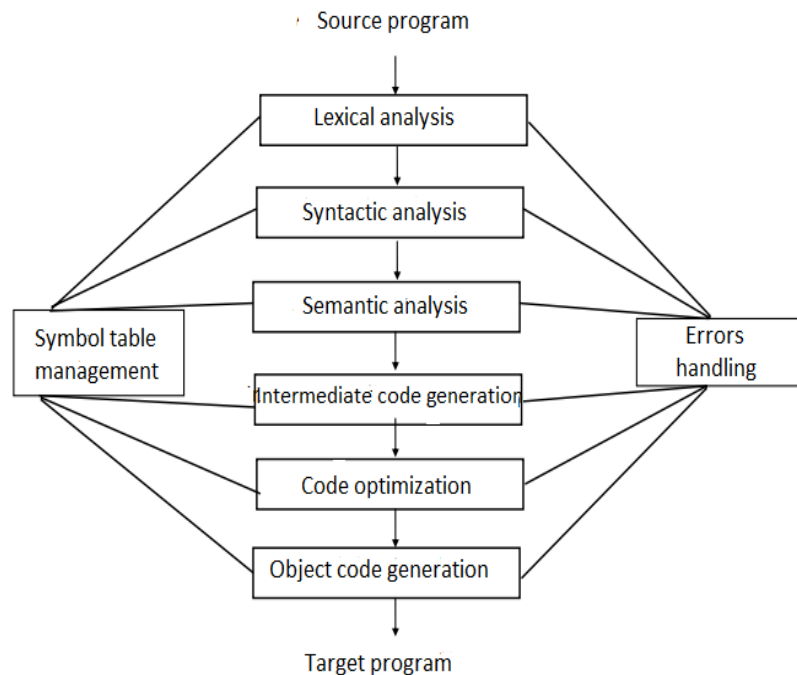 Source program
Lexical analysis
Syntactic analysis
Semantic analysis
Symbol table
management
Errors
handling
Intermediate code generation
Code optimization
Object code generation
Target program